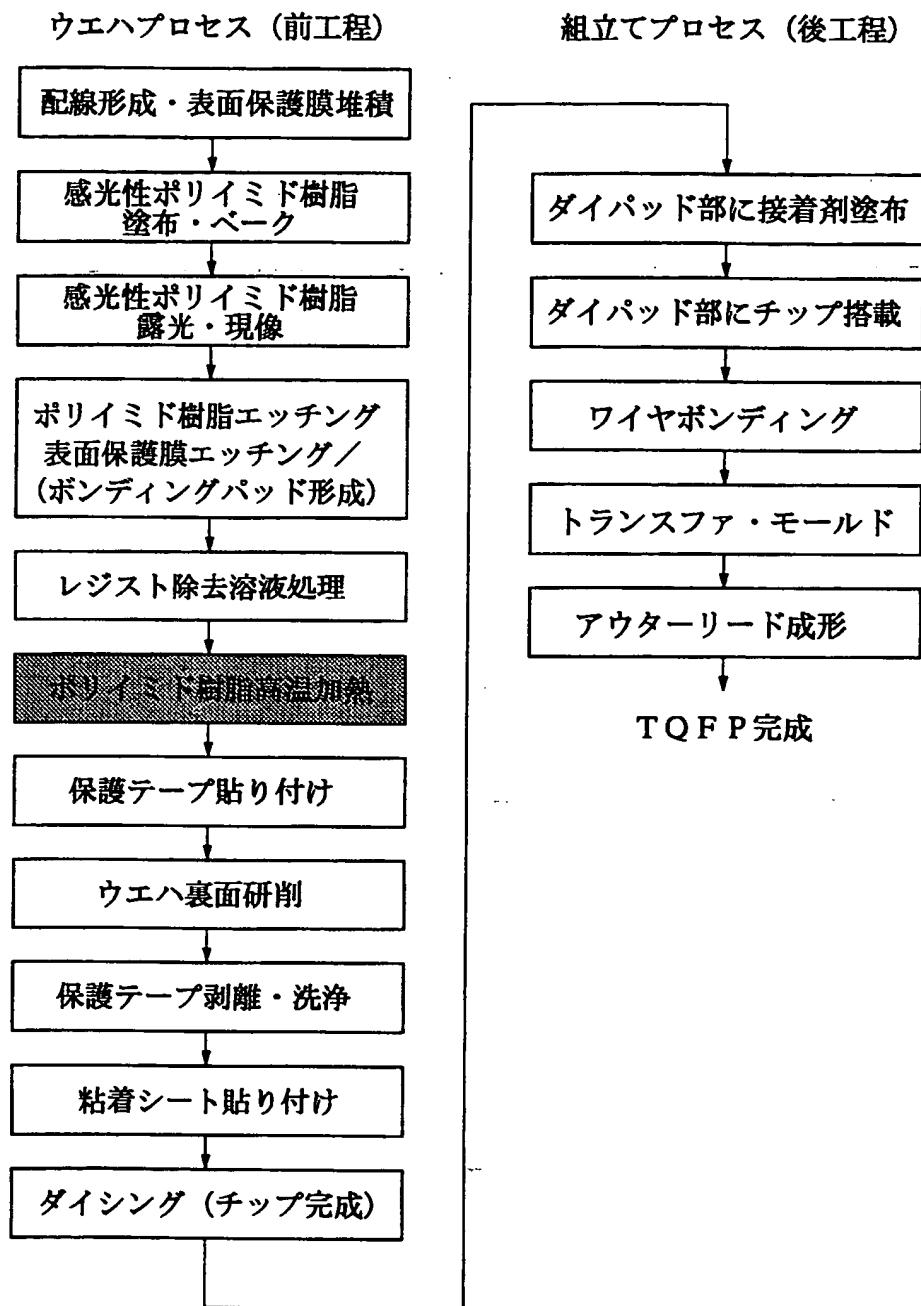 ウエハプロセス（前工程）
配線形成・表面保護膜堆積
感光性ポリイミド樹脂
塗布・ベーク
感光性ポリイミド樹脂
露光・現像
ポリイミド樹脂エッチング
表面保護膜エッチング／
（ボンディングパッド形成）
レジスト除去溶液処理
ポリイミド樹脂高温加熱
保護テープ貼り付け
ウエハ裏面研削
保護テープ剥離・洗浄
粘着シート貼り付け
ダイシング（チップ完成）
組立てプロセス（後工程）
ダイパッド部に接着剤塗布
ダイパッド部にチップ搭載
ワイヤボンディング
トランスファ・モールド
アウターリード成形
ＴＱＦＰ完成